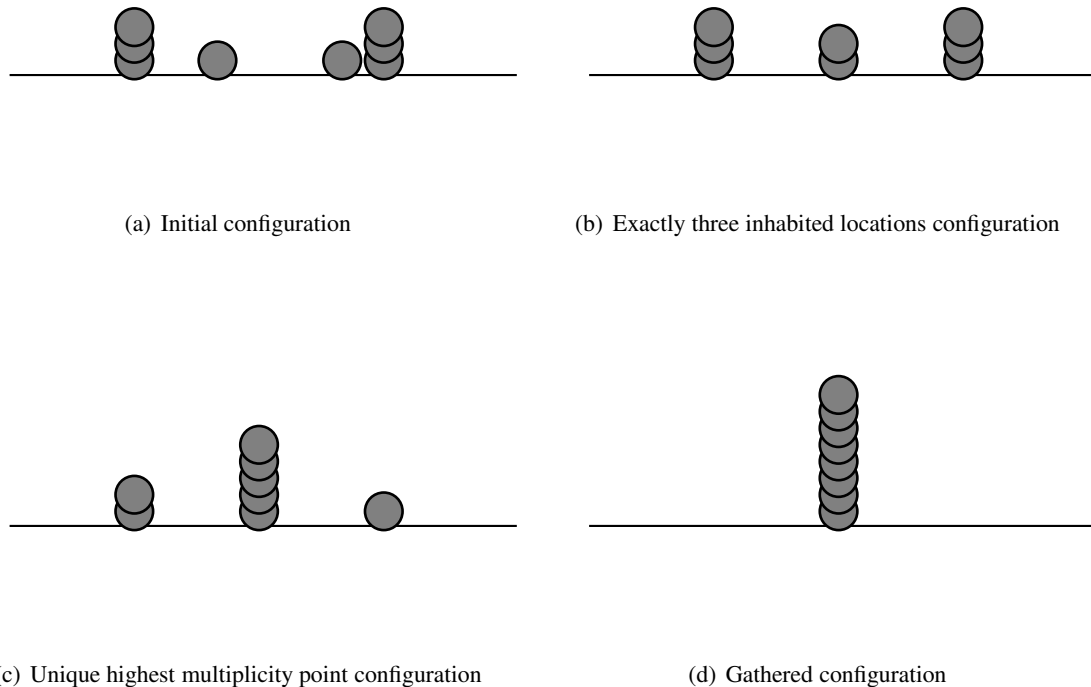 (a) Initial configuration
(b) Exactly three inhabited locations configuration
c) Unique highest multiplicity point configuration
(d) Gathered configuration